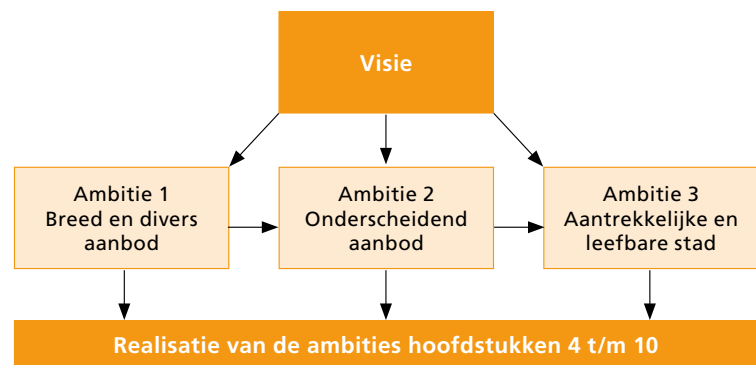 Visie
Ambitie 1
Breed en divers
aanbod
Ambitie 2
Onderscheidend
aanbod
Ambitie 3
Aantrekkelijke en
leefbare stad
Realisatie van de ambities hoofdstukken 4 t/m 10